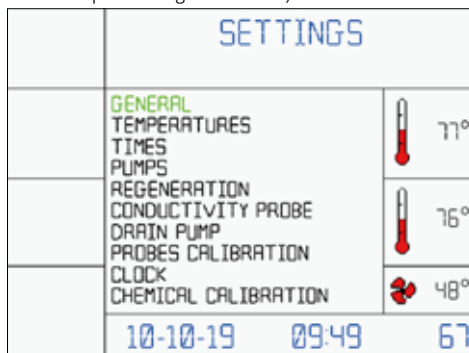 SETTINGS
GENERAL
TEMPERATURES
TIMES
PUMPS
REGENERATION
CONDUCTIVITY PROBE
DRAIN PUMP
PROBES CALIBRATION
CLOCK
CHEMICAL CALIBRATION
77°
76°
48°
10-10-19 09:49 67